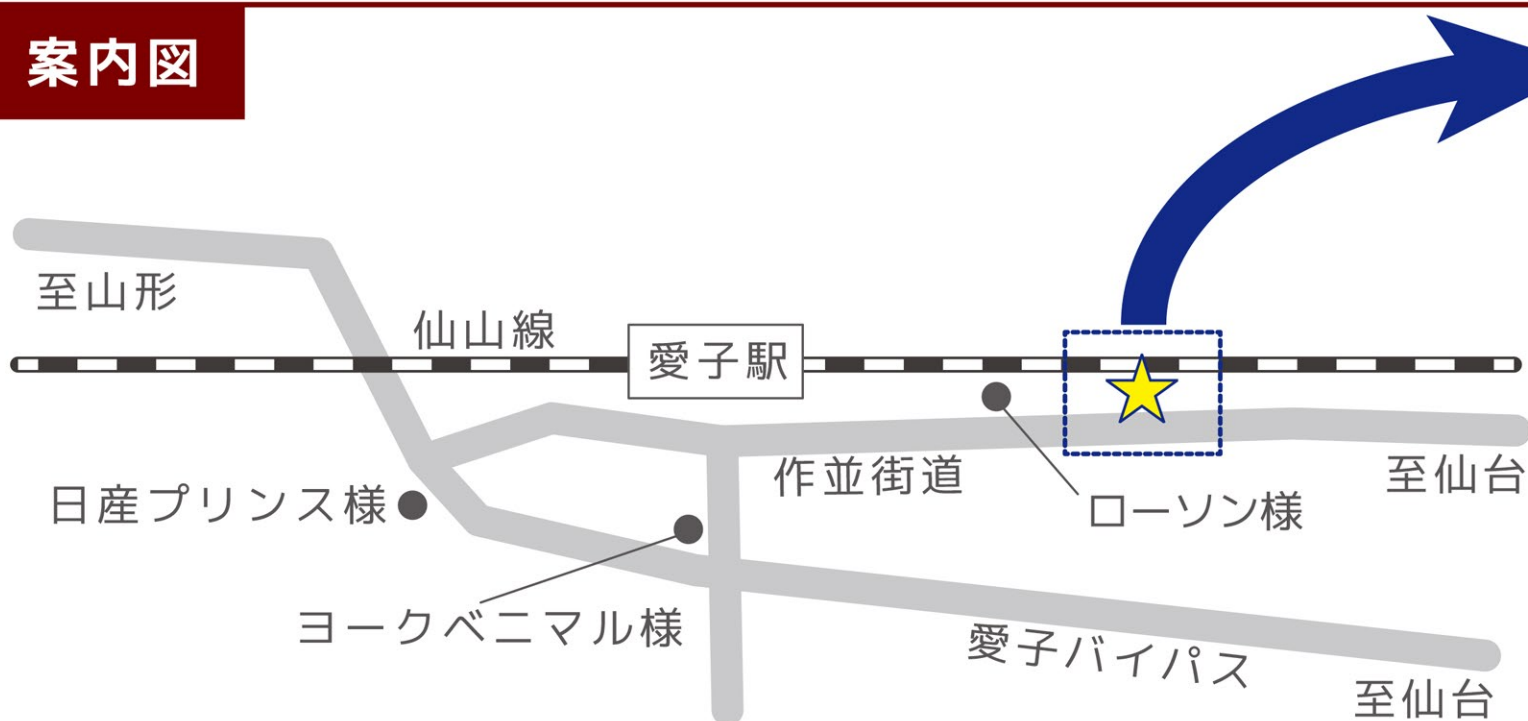 案内図
至山形
仙山線
愛子駅
作並街道
至仙台
日産プリンス様
ローソン様
ヨークベニマル様
愛子バイパス
至仙台